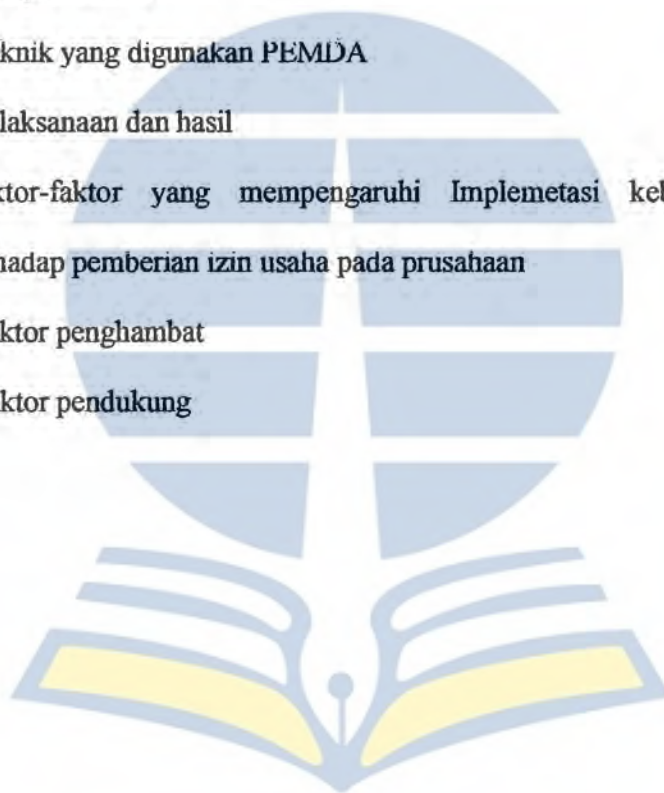 knik yang digunakan PEMDA
laksanaan dan hasil
ktor-faktor yang mempengaruhi Implemetasi keb
hadap pemberian izin usaha pada prusahaan
ktor penghambat
ktor pendukung